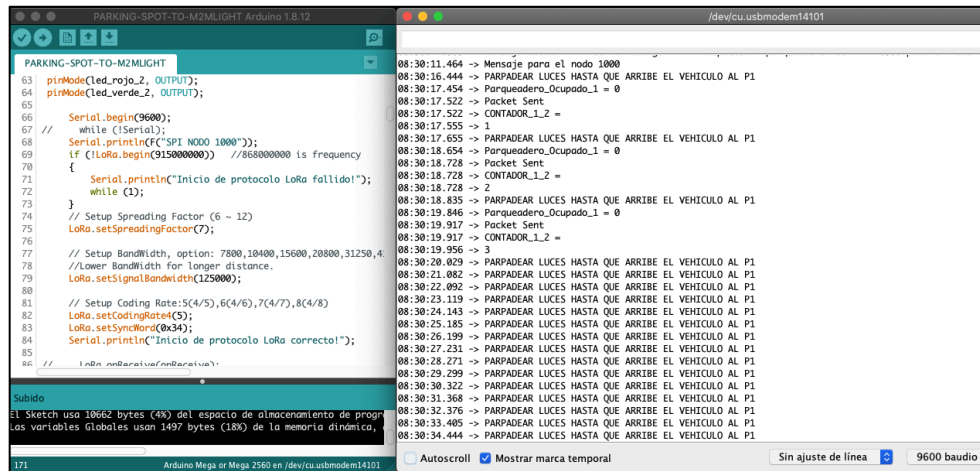 PARKING-SPOT-TO-M2MLIGHT Arduino 1.8.12
PARKING-SPOT-TO-M2MLIGHT
63 pinMode(led_rojo_2, OUTPUT);
64 pinMode(led_verde_2, OUTPUT);
65
66 Serial.begin(9600);
67 // while (!Serial);
68 Serial.println(F("SPI NODO 1000"));
69 if (!LoRa.begin(915000000)) //868000000 is frequency
70 {
71 Serial.println("Inicio de protocolo LoRa fallido!");
72 while (1);
73 }
74 // Setup Spreading Factor (6 ~ 12)
75 LoRa.setSpreadingFactor(7);
76
77 // Setup BandWidth, option: 7800,10400,15600,20800,31250,4
78 //Lower BandWidth for longer distance.
79 LoRa.setSignalBandwidth(125000);
80
81 // Setup Coding Rate:5(4/5),6(4/6),7(4/7),8(4/8)
82 LoRa.setCodingRate4(5);
83 LoRa.setSyncWord(0x34);
84 Serial.println("Inicio de protocolo LoRa correcto!");
85
86 // LoRa.onReceive(onReceive);
Subido
El Sketch usa 10662 bytes (4%) del espacio de almacenamiento de progr
Las variables Globales usan 1497 bytes (18%) de la memoria dinámica,
171 Arduino Mega or Mega 2560 en /dev/cu.usbmodem14101
/dev/cu.usbmodem14101
08:30:11.464 -> Mensaje para el nodo 1000
08:30:16.444 -> PARPADEAR LUCES HASTA QUE ARRIBE EL VEHICULO AL P1
08:30:17.454 -> Parqueadero_Ocupado_1 = 0
08:30:17.522 -> Packet Sent
08:30:17.522 -> CONTADOR_1_2 =
08:30:17.555 -> 1
08:30:17.655 -> PARPADEAR LUCES HASTA QUE ARRIBE EL VEHICULO AL P1
08:30:18.654 -> Parqueadero_Ocupado_1 = 0
08:30:18.728 -> Packet Sent
08:30:18.728 -> CONTADOR_1_2 =
08:30:18.728 -> 2
08:30:18.835 -> PARPADEAR LUCES HASTA QUE ARRIBE EL VEHICULO AL P1
08:30:19.846 -> Parqueadero_Ocupado_1 = 0
08:30:19.917 -> Packet Sent
08:30:19.917 -> CONTADOR_1_2 =
08:30:19.956 -> 3
08:30:20.029 -> PARPADEAR LUCES HASTA QUE ARRIBE EL VEHICULO AL P1
08:30:21.082 -> PARPADEAR LUCES HASTA QUE ARRIBE EL VEHICULO AL P1
08:30:22.092 -> PARPADEAR LUCES HASTA QUE ARRIBE EL VEHICULO AL P1
08:30:23.119 -> PARPADEAR LUCES HASTA QUE ARRIBE EL VEHICULO AL P1
08:30:24.143 -> PARPADEAR LUCES HASTA QUE ARRIBE EL VEHICULO AL P1
08:30:25.185 -> PARPADEAR LUCES HASTA QUE ARRIBE EL VEHICULO AL P1
08:30:26.199 -> PARPADEAR LUCES HASTA QUE ARRIBE EL VEHICULO AL P1
08:30:27.231 -> PARPADEAR LUCES HASTA QUE ARRIBE EL VEHICULO AL P1
08:30:28.271 -> PARPADEAR LUCES HASTA QUE ARRIBE EL VEHICULO AL P1
08:30:29.299 -> PARPADEAR LUCES HASTA QUE ARRIBE EL VEHICULO AL P1
08:30:30.322 -> PARPADEAR LUCES HASTA QUE ARRIBE EL VEHICULO AL P1
08:30:31.368 -> PARPADEAR LUCES HASTA QUE ARRIBE EL VEHICULO AL P1
08:30:32.376 -> PARPADEAR LUCES HASTA QUE ARRIBE EL VEHICULO AL P1
08:30:33.405 -> PARPADEAR LUCES HASTA QUE ARRIBE EL VEHICULO AL P1
08:30:34.444 -> PARPADEAR LUCES HASTA QUE ARRIBE EL VEHICULO AL P1
Autoscroll Mostrar marca temporal Sin ajuste de línea 9600 baudio